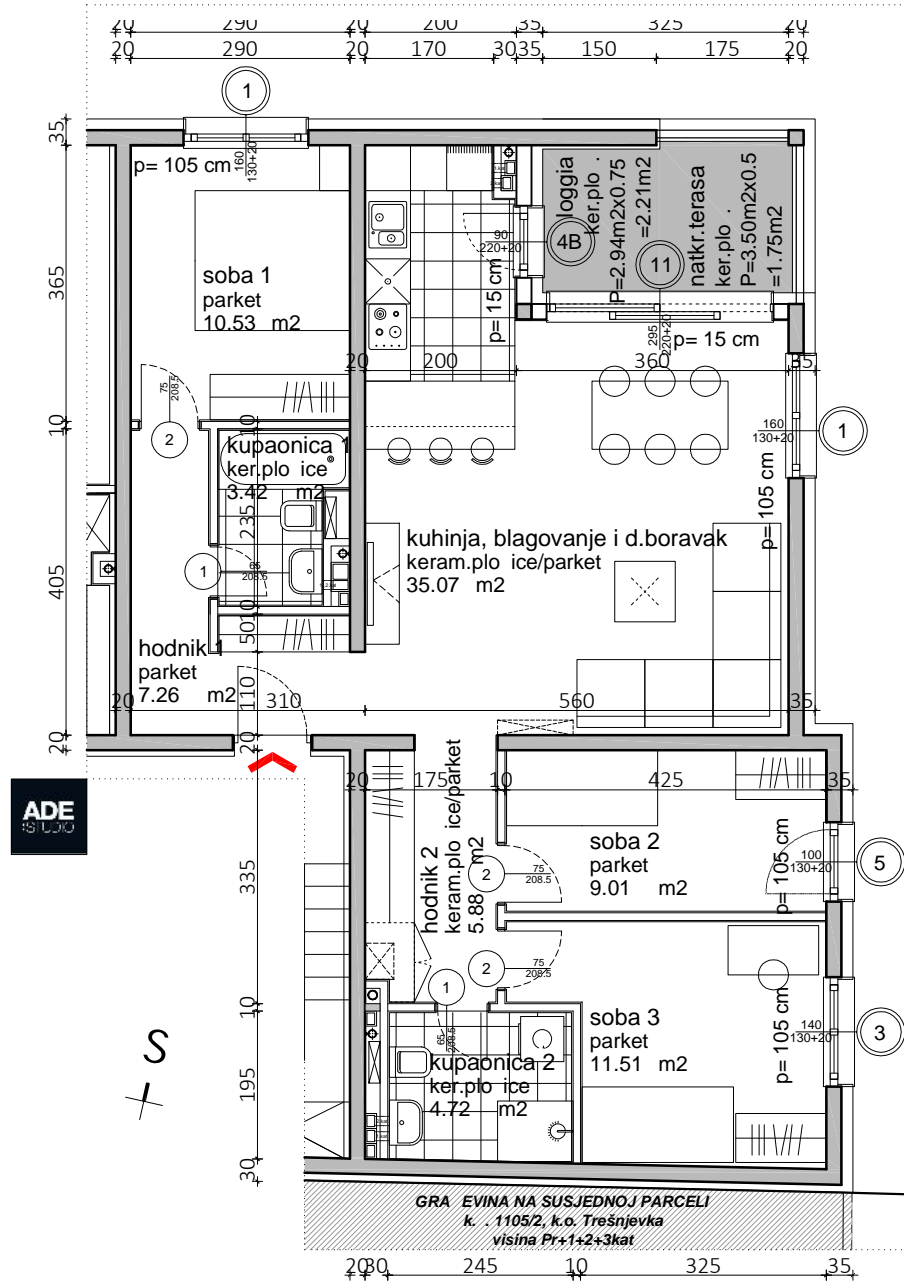 20 290 20 200 35 325 20
20 290 20 170 30 35 150 175 20
1
35
p= 105 cm
160
130+20
loggia
ker.plo .
P=2.94m2x0.75
=2.21m2
natkr.terasa
ker.plo .
P=3.50m2x0.5
=1.75m2
90
220+20
4B
11
p= 15 cm
295
220+20
p= 15 cm
soba 1
parket
10.53 m2
365
20 200 360 35
75
208.5
2
10
10
160
130+20
1
p= 105 cm
kupaonica 1
ker.plo ice
3.42 m2
235
65
208.5
1
405
kuhinja, blagovanje i d.boravak
keram.plo ice/parket
35.07 m2
10
50
hodnik 1
parket
7.26 m2
110
20 310 560 35
20
20
ADE
STUDIO
20 175 10 425 35
hodnik 2
keram.plo ice/parket
5.88 m2
soba 2
parket
9.01 m2
p= 105 cm
100
130+20
5
335
2
75
208.5
2
75
208.5
1
65
208.5
10
soba 3
parket
11.51 m2
p= 105 cm
140
130+20
3
S
195
kupaonica 2
ker.plo ice
4.72 m2
30
GRA EVINA NA SUSJEDNOJ PARCELI
k. . 1105/2, k.o. Trešnjevka
visina Pr+1+2+3kat
20 30 245 10 325 35